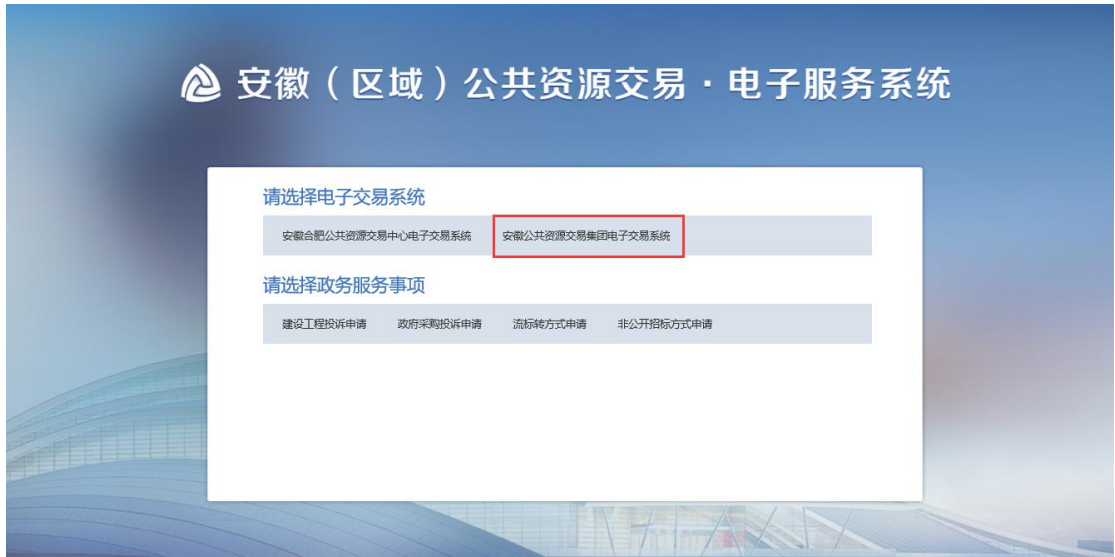 安徽（区域）公共资源交易·电子服务系统
请选择电子交易系统
安徽合肥公共资源交易中心电子交易系统 安徽公共资源交易集团电子交易系统
请选择政务服务事项
建设工程投诉申请 政府采购投诉申请 流标转方式申请 非公开招标方式申请